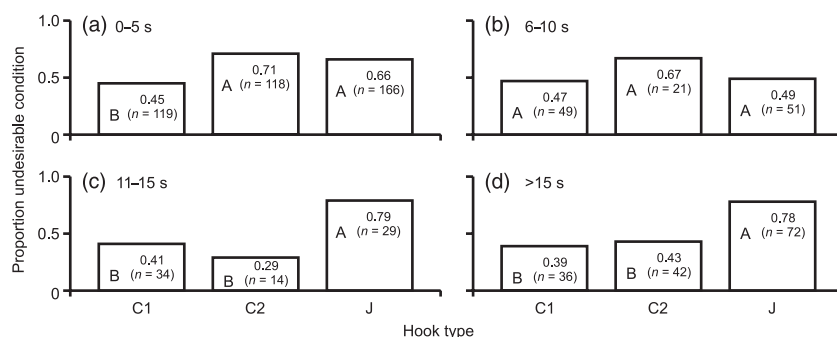 Proportion undesirable condition
(a) 0–5 s
1.0
0.5
0
0.45
B (n = 119)
0.71
A (n = 118)
0.66
A (n = 166)
(b) 6–10 s
0.47
A (n = 49)
0.67
A (n = 21)
0.49
A (n = 51)
(c) 11–15 s
1.0
0.5
0
0.41
B (n = 34)
0.29
B (n = 14)
0.79
A (n = 29)
C1 C2 J
(d) >15 s
0.39
B (n = 36)
0.43
B (n = 42)
0.78
A (n = 72)
C1 C2 J
Hook type